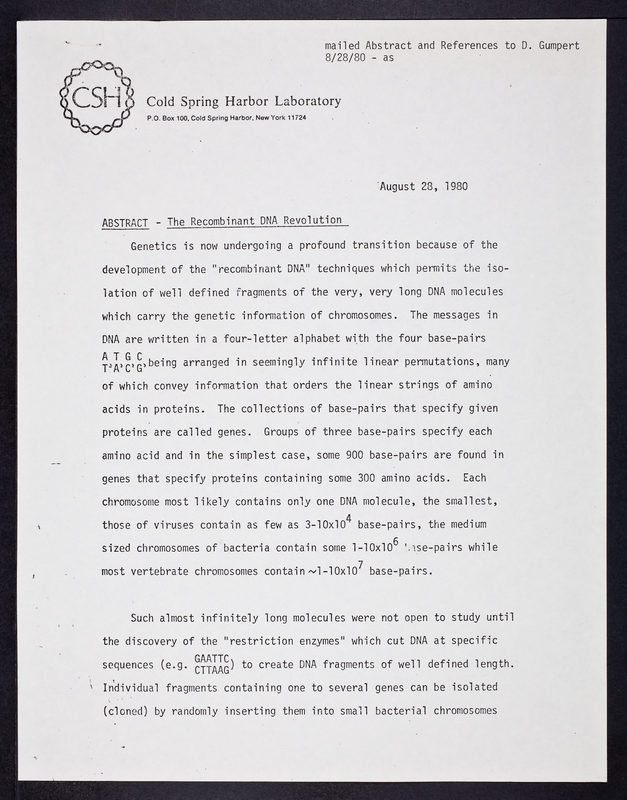 mailed Abstract and References to D. Gumpert
8/28/80 - as
CSH
Cold Spring Harbor Laboratory
P.O. Box 100, Cold Spring Harbor, New York 11724
August 28, 1980
ABSTRACT - The Recombinant DNA Revolution
Genetics is now undergoing a profound transition because of the
development of the "recombinant DNA" techniques which permits the iso-
lation of well defined fragments of the very, very long DNA molecules
which carry the genetic information of chromosomes. The messages in
DNA are written in a four-letter alphabet with the four base-pairs
A T G C
T'A'C'G'being arranged in seemingly infinite linear permutations, many
of which convey information that orders the linear strings of amino
acids in proteins. The collections of base-pairs that specify given
proteins are called genes. Groups of three base-pairs specify each
amino acid and in the simplest case, some 900 base-pairs are found in
genes that specify proteins containing some 300 amino acids. Each
chromosome most likely contains only one DNA molecule, the smallest,
those of viruses contain as few as 3-10x10⁴ base-pairs, the medium
sized chromosomes of bacteria contain some 1-10x10⁶ base-pairs while
most vertebrate chromosomes contain ~1-10x10⁷ base-pairs.
Such almost infinitely long molecules were not open to study until
the discovery of the "restriction enzymes" which cut DNA at specific
sequences (e.g. GAATTC
CTTAAG) to create DNA fragments of well defined length.
Individual fragments containing one to several genes can be isolated
(cloned) by randomly inserting them into small bacterial chromosomes